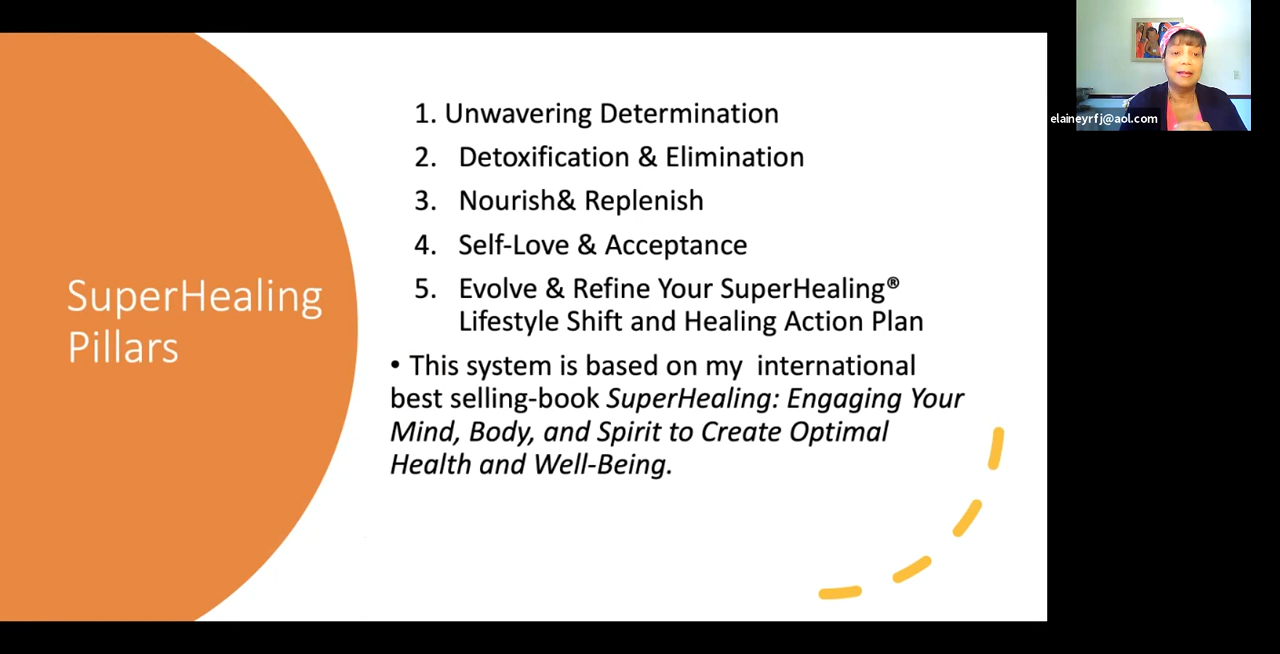 SuperHealing
Pillars
1. Unwavering Determination
2. Detoxification & Elimination
3. Nourish& Replenish
4. Self-Love & Acceptance
5. Evolve & Refine Your SuperHealing®
Lifestyle Shift and Healing Action Plan
• This system is based on my  international
best selling-book SuperHealing: Engaging Your
Mind, Body, and Spirit to Create Optimal
Health and Well-Being.
elaineyrfj@aol.com